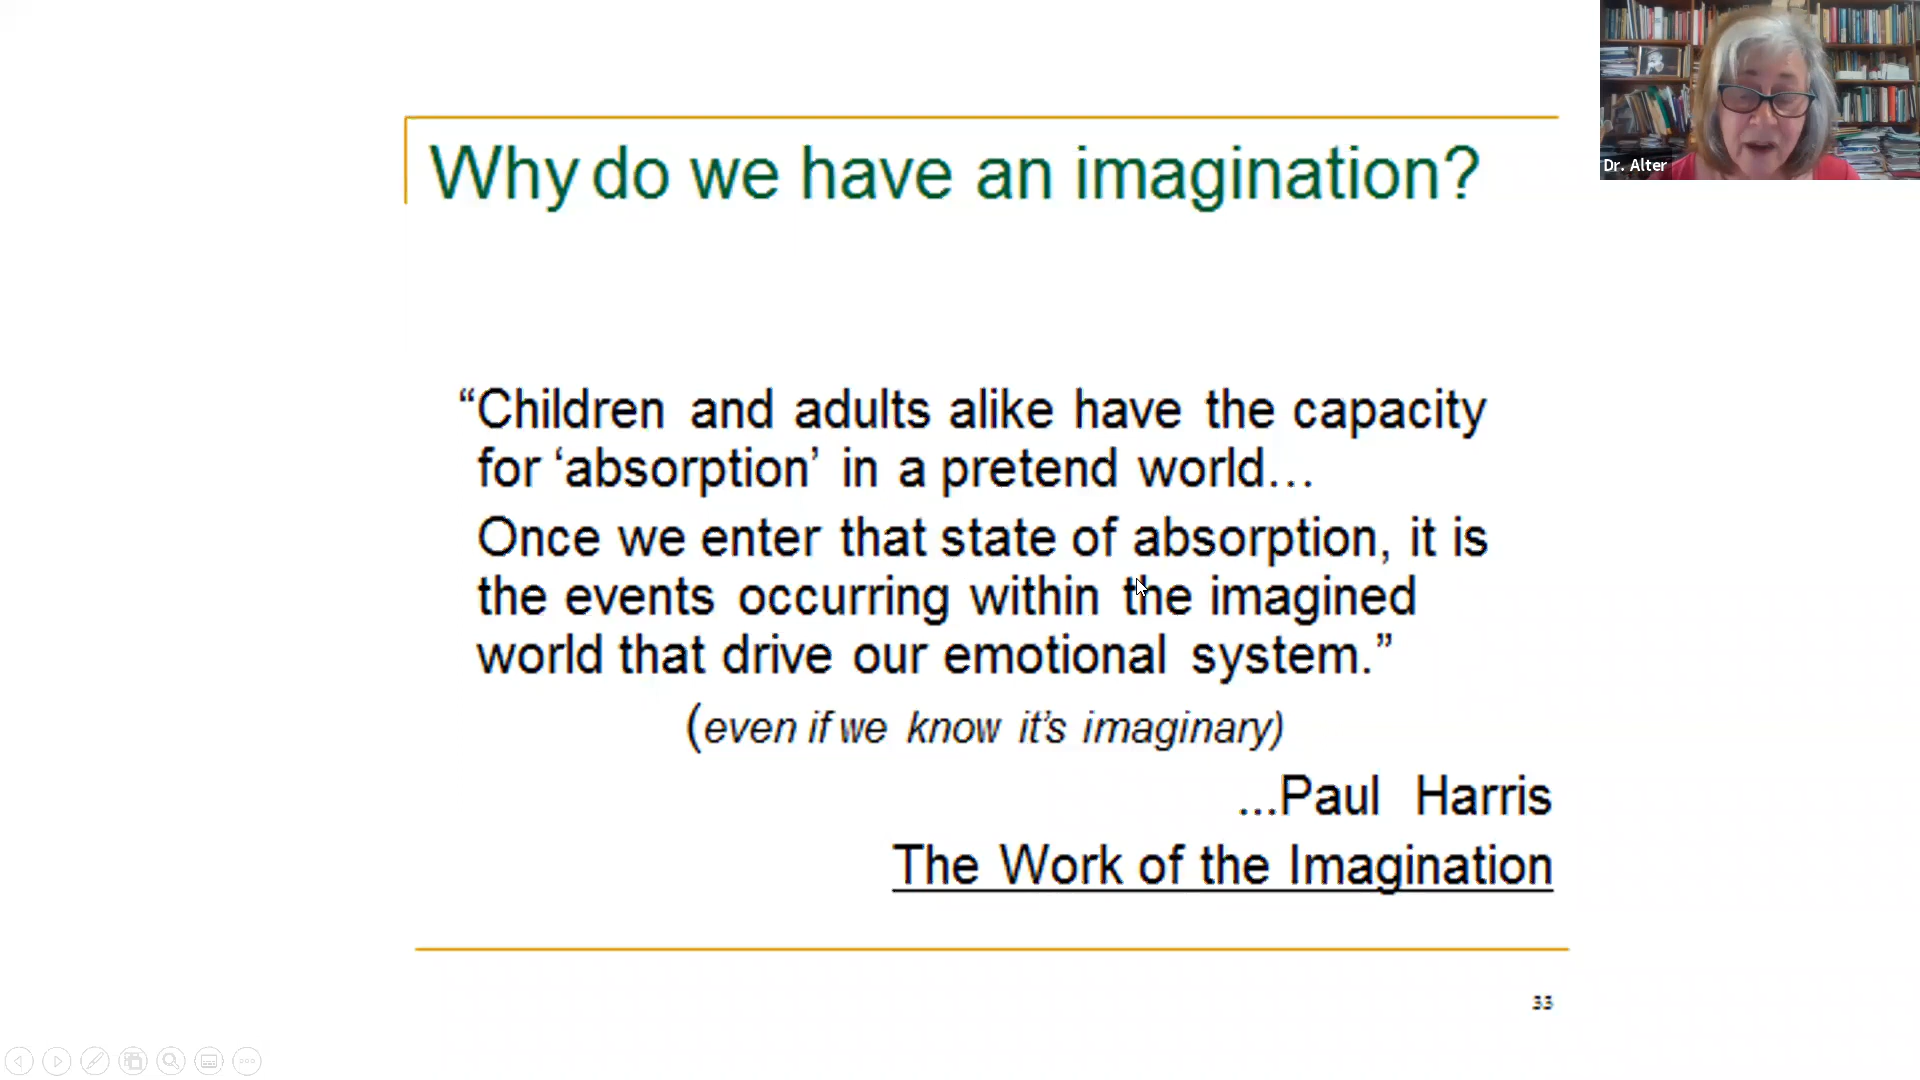 Why do we have an imagination?
“Children and adults alike have the capacity
for ‘absorption’ in a pretend world…
Once we enter that state of absorption, it is
the events occurring within the imagined
world that drive our emotional system.”
(even if we know it’s imaginary)
...Paul Harris
The Work of the Imagination
33
Dr. Alter